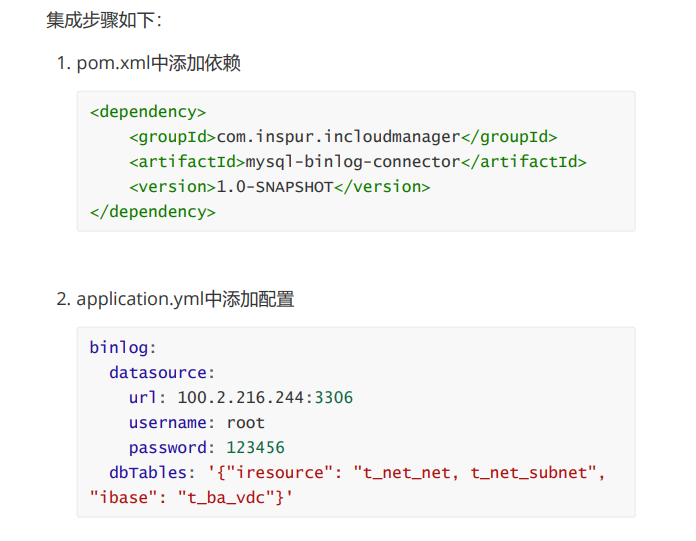 集成步骤如下：
1. pom.xml中添加依赖
<dependency>
    <groupId>com.inspur.incloudmanager</groupId>
    <artifactId>mysql-binlog-connector</artifactId>
    <version>1.0-SNAPSHOT</version>
</dependency>
2. application.yml中添加配置
binlog:
  datasource:
    url: 100.2.216.244:3306
    username: root
    password: 123456
  dbTables: '{"iresource": "t_net_net, t_net_subnet",
"ibase": "t_ba_vdc"}'